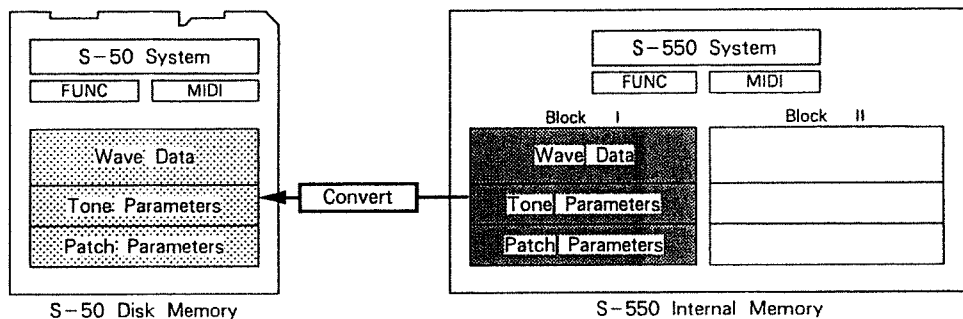 S-50 System
FUNC MIDI
Wave Data
Tone Parameters
Patch Parameters
S-50 Disk Memory
Convert
S-550 System
FUNC MIDI
Block I Block II
Wave Data
Tone Parameters
Patch Parameters
S-550 Internal Memory